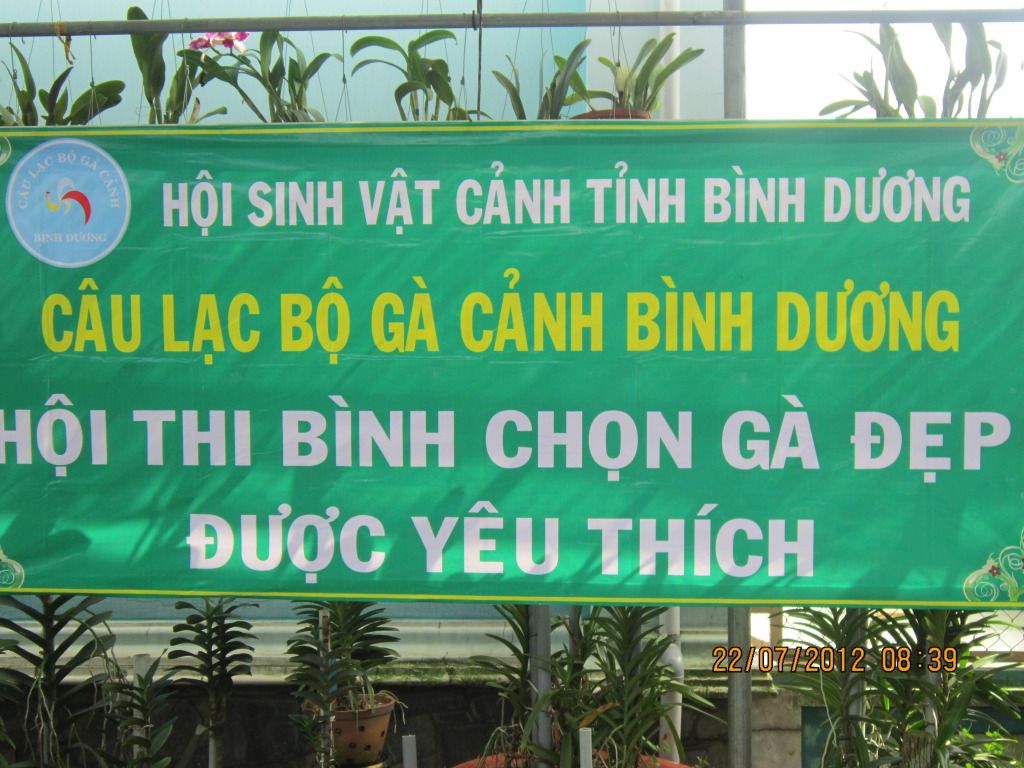 CÂU LẠC BỘ GÀ CẢNH
BÌNH DƯƠNG
HỘI SINH VẬT CẢNH TỈNH BÌNH DƯƠNG
CÂU LẠC BỘ GÀ CẢNH BÌNH DƯƠNG
HỘI THI BÌNH CHỌN GÀ ĐẸP
ĐƯỢC YÊU THÍCH
22/07/2012 08:39